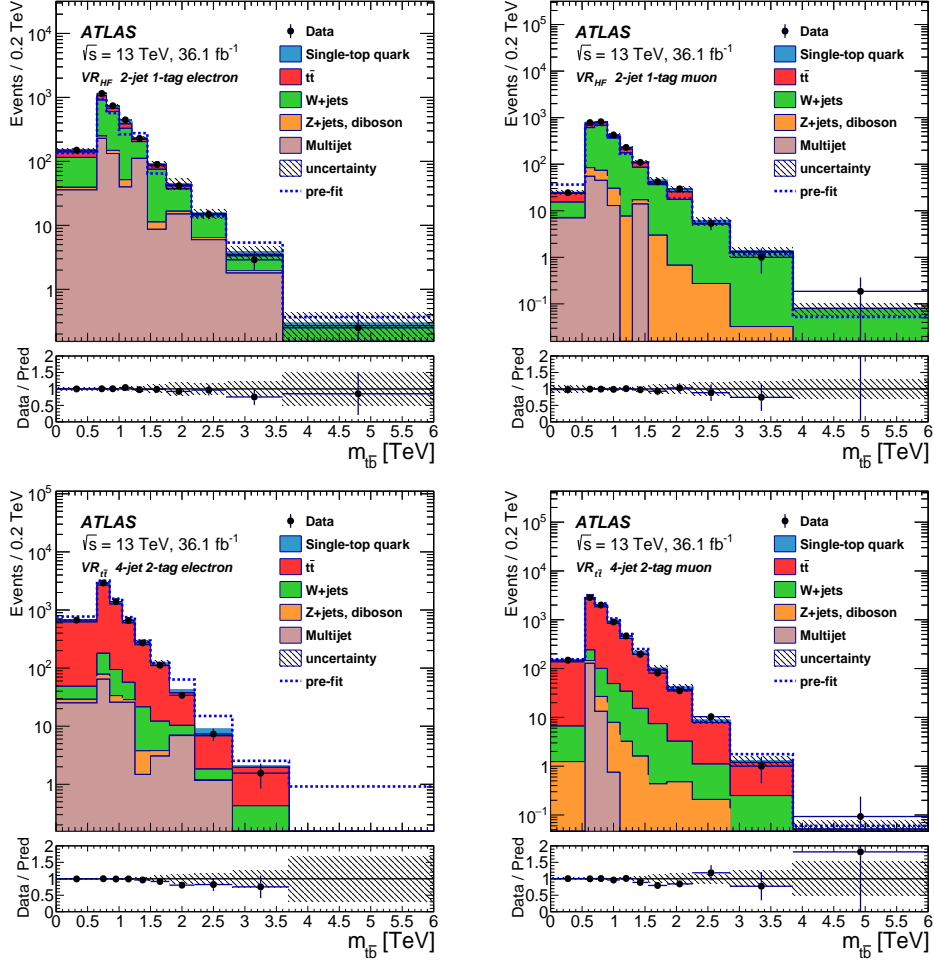 Events / 0.2 TeV
10⁴
10³
10²
10
1
ATLAS
√s = 13 TeV, 36.1 fb⁻¹
VR_HF 2-jet 1-tag electron
Data
Single-top quark
tt̄
W+jets
Z+jets, diboson
Multijet
uncertainty
pre-fit
Data / Pred
2
1.5
1
0.5
0
0.5 1 1.5 2 2.5 3 3.5 4 4.5 5 5.5 6
m_tb̄ [TeV]
Events / 0.2 TeV
10⁵
10⁴
10³
10²
10
1
10⁻¹
ATLAS
√s = 13 TeV, 36.1 fb⁻¹
VR_HF 2-jet 1-tag muon
Data
Single-top quark
tt̄
W+jets
Z+jets, diboson
Multijet
uncertainty
pre-fit
Data / Pred
2
1.5
1
0.5
0
0.5 1 1.5 2 2.5 3 3.5 4 4.5 5 5.5 6
m_tb̄ [TeV]
Events / 0.2 TeV
10⁵
10⁴
10³
10²
10
1
ATLAS
√s = 13 TeV, 36.1 fb⁻¹
VR_tt̄ 4-jet 2-tag electron
Data
Single-top quark
tt̄
W+jets
Z+jets, diboson
Multijet
uncertainty
pre-fit
Data / Pred
2
1.5
1
0.5
0
0.5 1 1.5 2 2.5 3 3.5 4 4.5 5 5.5 6
m_tb̄ [TeV]
Events / 0.2 TeV
10⁵
10⁴
10³
10²
10
1
10⁻¹
ATLAS
√s = 13 TeV, 36.1 fb⁻¹
VR_tt̄ 4-jet 2-tag muon
Data
Single-top quark
tt̄
W+jets
Z+jets, diboson
Multijet
uncertainty
pre-fit
Data / Pred
2
1.5
1
0.5
0
0.5 1 1.5 2 2.5 3 3.5 4 4.5 5 5.5 6
m_tb̄ [TeV]